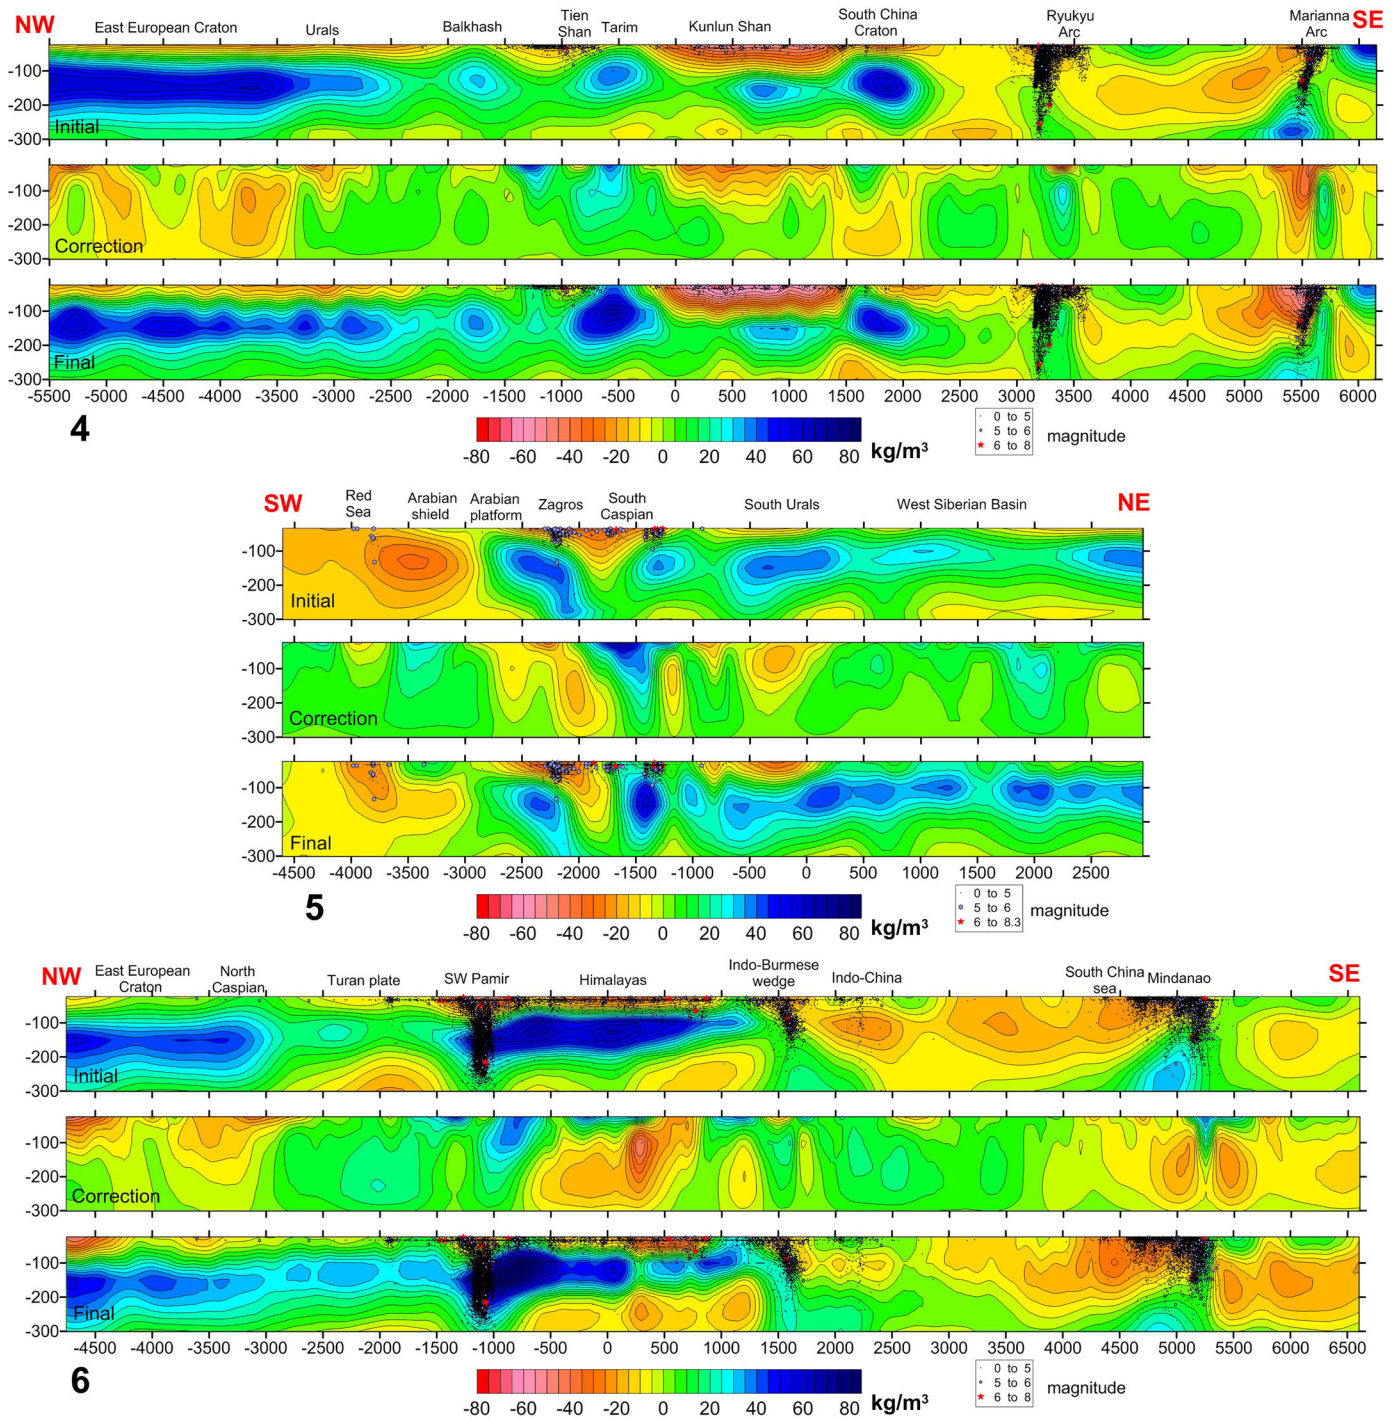 NW East European Craton Urals Balkhash Tien Shan Tarim Kunlun Shan South China Craton Ryukyu Arc Marianna Arc SE
-100
-200
-300
Initial
-100
-200
-300
Correction
-100
-200
-300
Final
-5500 -5000 -4500 -4000 -3500 -3000 -2500 -2000 -1500 -1000 -500 0 500 1000 1500 2000 2500 3000 3500 4000 4500 5000 5500 6000
4
-80 -60 -40 -20 0 20 40 60 80 kg/m³
0 to 5
5 to 6
6 to 8
magnitude
SW Red Sea Arabian shield Arabian platform Zagros South Caspian South Urals West Siberian Basin NE
-100
-200
-300
Initial
-100
-200
-300
Correction
-100
-200
-300
Final
-4500 -4000 -3500 -3000 -2500 -2000 -1500 -1000 -500 0 500 1000 1500 2000 2500
5
-80 -60 -40 -20 0 20 40 60 80 kg/m³
0 to 5
5 to 6
6 to 8.3
magnitude
NW East European Craton North Caspian Turan plate SW Pamir Himalayas Indo-Burmese wedge Indo-China South China sea Mindanao SE
-100
-200
-300
Initial
-100
-200
-300
Correction
-100
-200
-300
Final
-4500 -4000 -3500 -3000 -2500 -2000 -1500 -1000 -500 0 500 1000 1500 2000 2500 3000 3500 4000 4500 5000 5500 6000 6500
6
-80 -60 -40 -20 0 20 40 60 80 kg/m³
0 to 5
5 to 6
6 to 8
magnitude